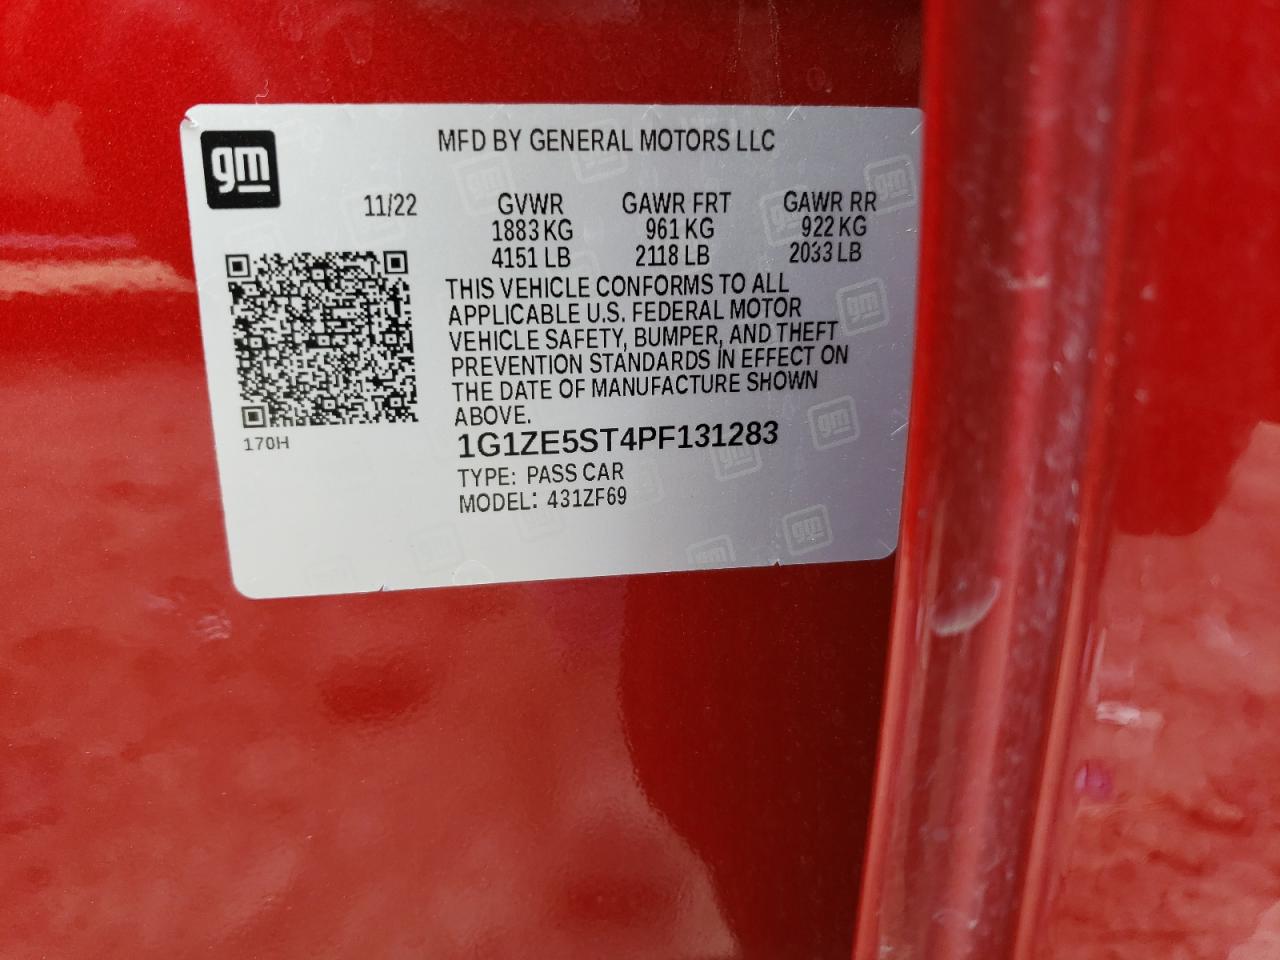 gm
MFD BY GENERAL MOTORS LLC
11/22 GVWR GAWR FRT GAWR RR
1883 KG 961 KG 922 KG
4151 LB 2118 LB 2033 LB
THIS VEHICLE CONFORMS TO ALL
APPLICABLE U.S. FEDERAL MOTOR
VEHICLE SAFETY, BUMPER, AND THEFT
PREVENTION STANDARDS IN EFFECT ON
THE DATE OF MANUFACTURE SHOWN
ABOVE.
170H
1G1ZE5ST4PF131283
TYPE: PASS CAR
MODEL: 431ZF69